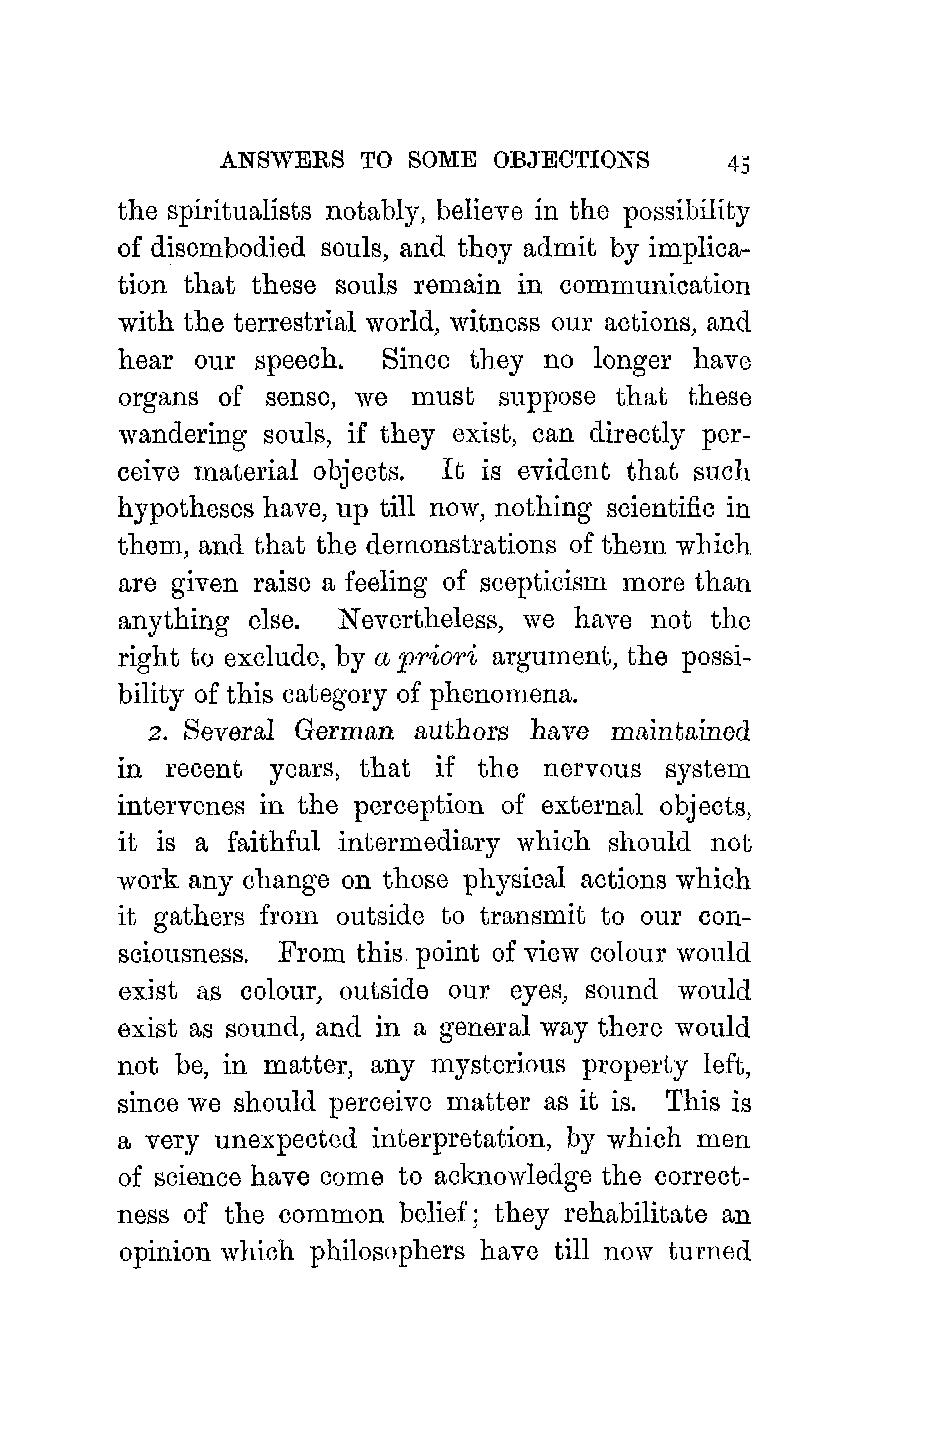 ANSWERS TO SOME OBJECTIONS 45
the spiritualists notably, believe in the possibility
of disembodied souls, and they admit by implica-
tion that these souls remain in communication
with the terrestrial world, witness our actions, and
hear our speech. Since they no longer have
organs of sense, we must suppose that these
wandering souls, if they exist, can directly per-
ceive material objects. It is evident that such
hypotheses have, up till now, nothing scientific in
them, and that the demonstrations of them which
are given raise a feeling of scepticism more than
anything else. Nevertheless, we have not the
right to exclude, by a priori argument, the possi-
bility of this category of phenomena.
2. Several German authors have maintained
in recent years, that if the nervous system
intervenes in the perception of external objects,
it is a faithful intermediary which should not
work any change on those physical actions which
it gathers from outside to transmit to our con-
sciousness. From this point of view colour would
exist as colour, outside our eyes, sound would
exist as sound, and in a general way there would
not be, in matter, any mysterious property left,
since we should perceive matter as it is. This is
a very unexpected interpretation, by which men
of science have come to acknowledge the correct-
ness of the common belief; they rehabilitate an
opinion which philosophers have till now turned